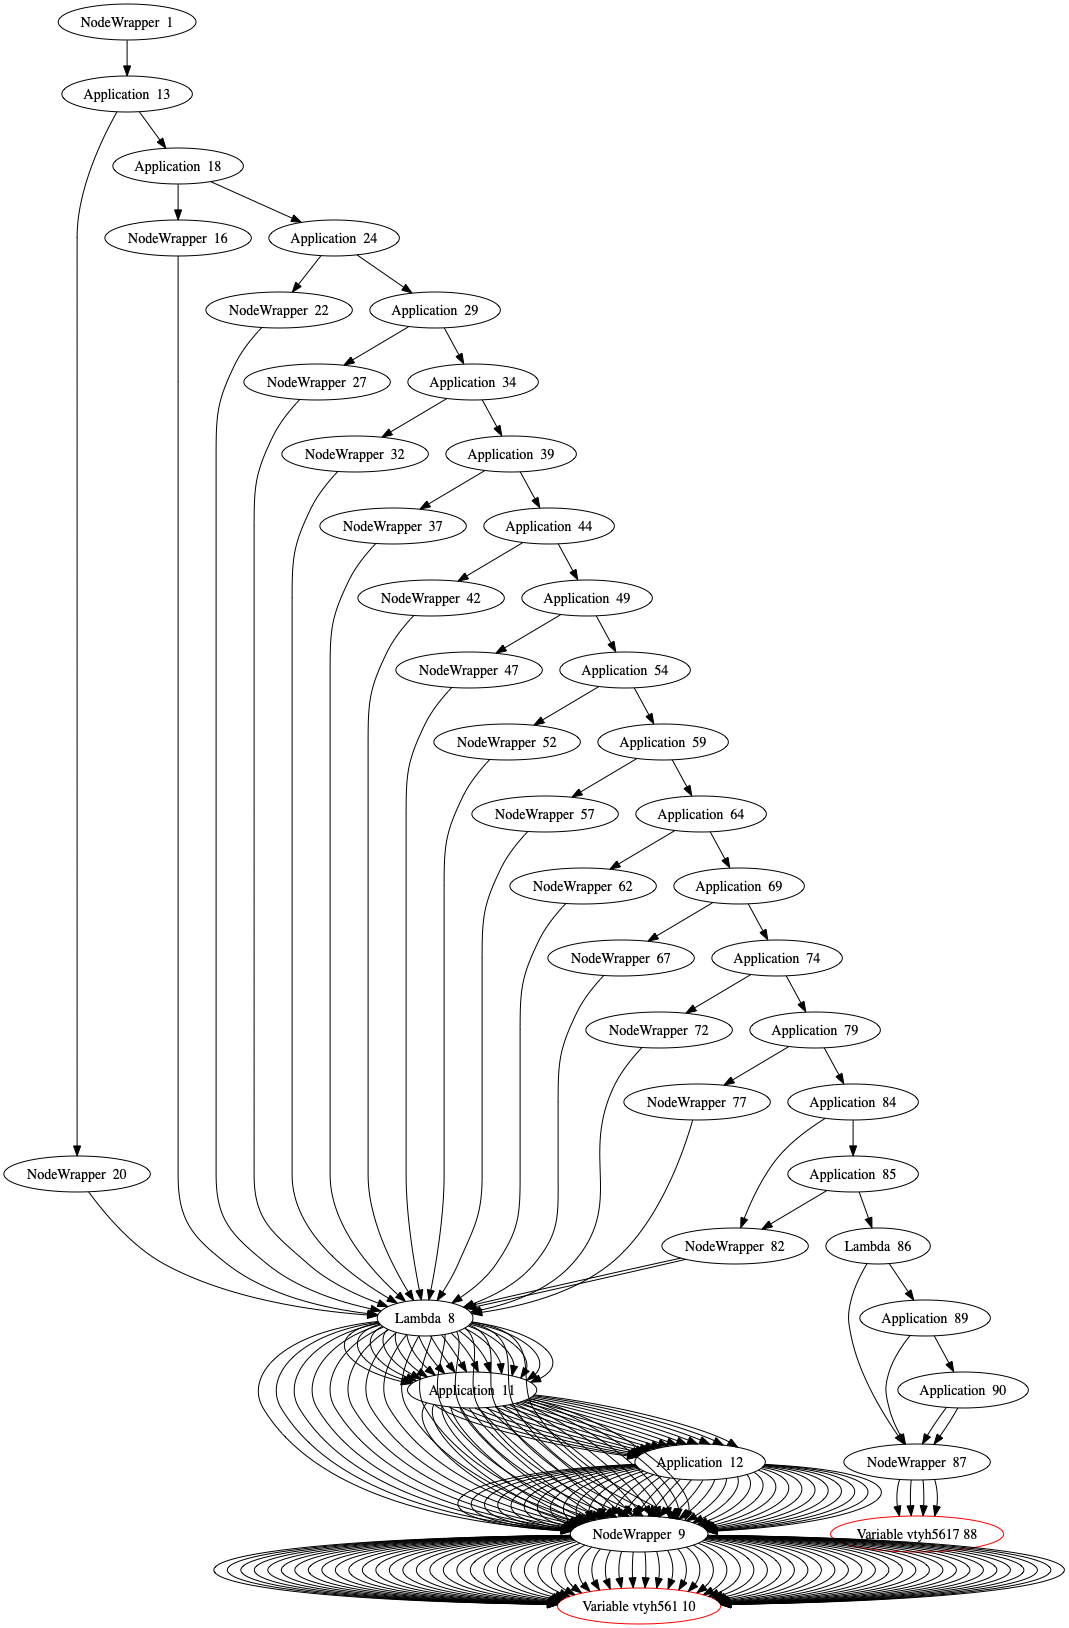 NodeWrapper 1
Application 13
Application 18
NodeWrapper 16
Application 24
NodeWrapper 22
Application 29
NodeWrapper 27
Application 34
NodeWrapper 32
Application 39
NodeWrapper 37
Application 44
NodeWrapper 42
Application 49
NodeWrapper 47
Application 54
NodeWrapper 52
Application 59
NodeWrapper 57
Application 64
NodeWrapper 62
Application 69
NodeWrapper 67
Application 74
NodeWrapper 72
Application 79
NodeWrapper 77
Application 84
NodeWrapper 20
Application 85
NodeWrapper 82
Lambda 86
Lambda 8
Application 89
Application 11
Application 90
Application 12
NodeWrapper 87
NodeWrapper 9
Variable vtyh5617 88
Variable vtyh561 10